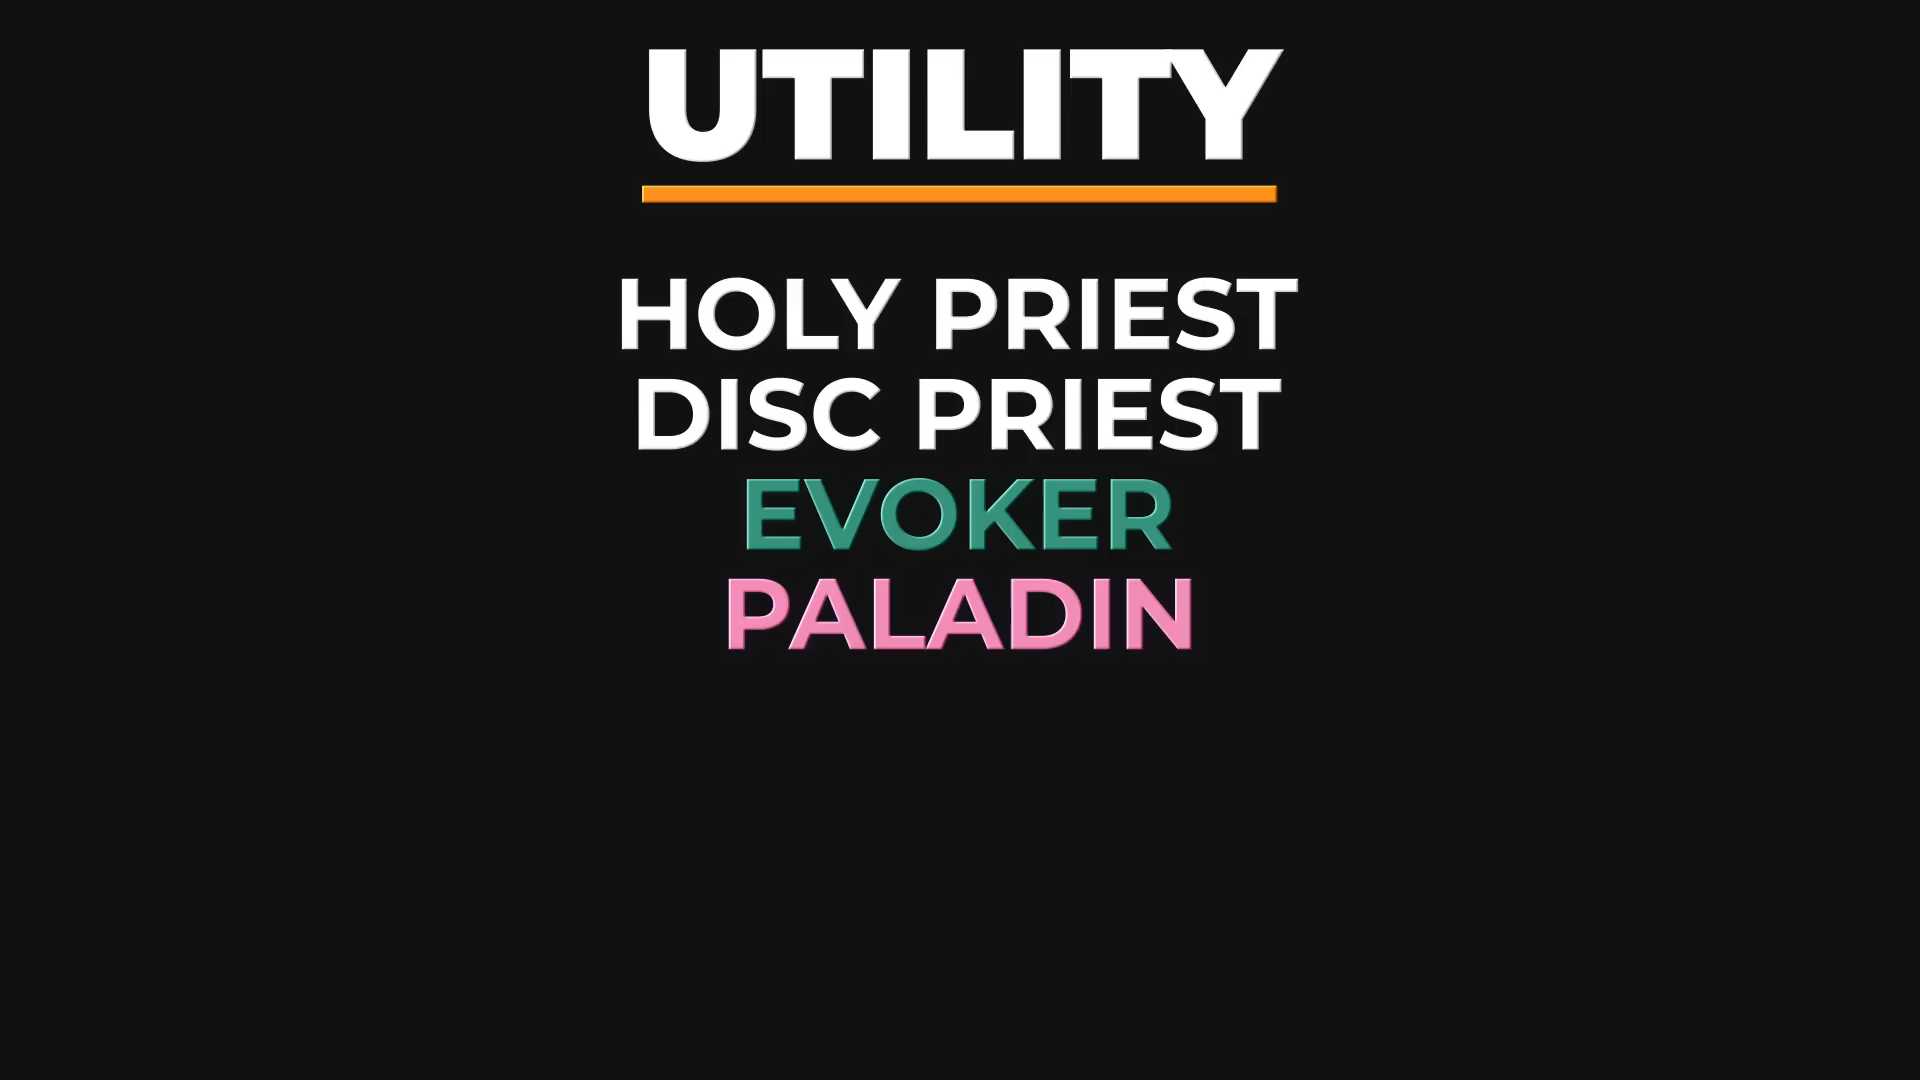 UTILITY
HOLY PRIEST
DISC PRIEST
EVOKER
PALADIN